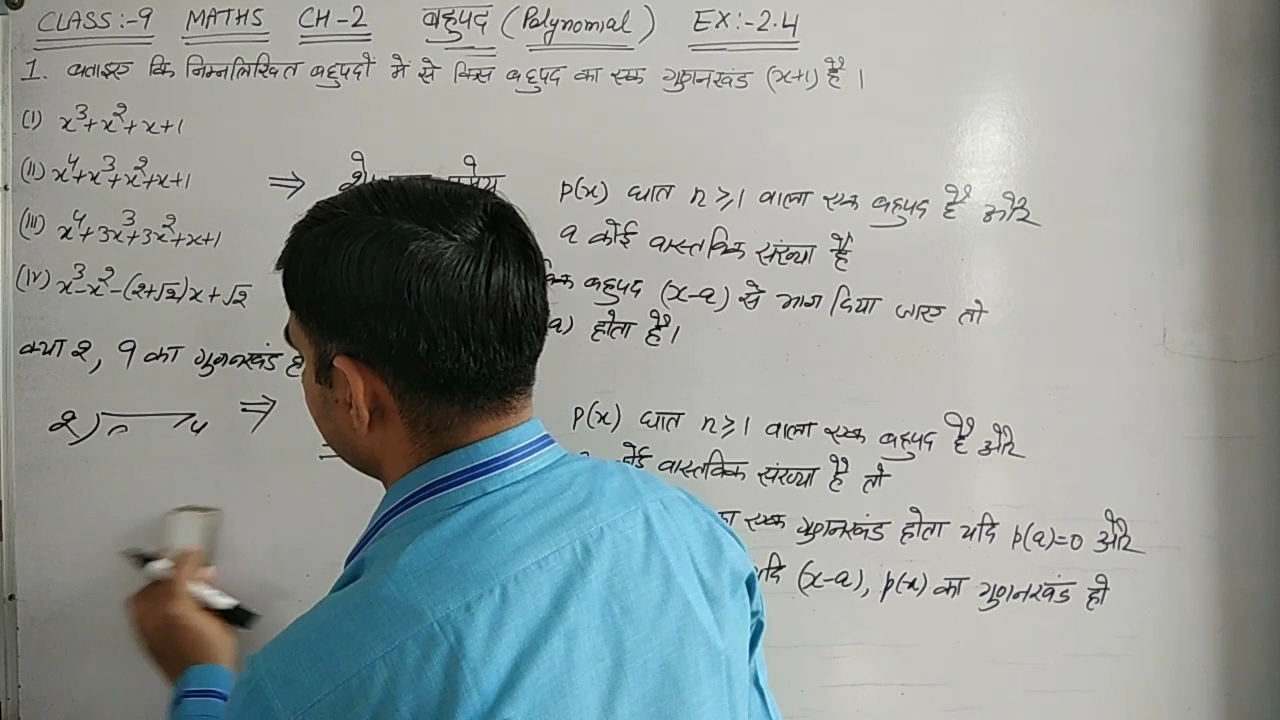 CLASS:-9 MATHS CH-2 बहुपद (Polynomial) EX:-2.4
1. बताइए कि निम्नलिखित बहुपदों में से किस बहुपद का एक गुणनखंड (x+1) है।
(i) x³+x²+x+1
(ii) x⁴+x³+x²+x+1
(iii) x⁴+3x³+3x²+x+1
(iv) x³-x²-(2+√2)x+√2
क्या 2, 9 का गुणनखंड
2)
⇒
p(x) घात n≥1 वाला एक बहुपद है और
a कोई वास्तविक संख्या है
बहुपद (x-a) से भाग दिया जाए तो
a) होता है।
⇒
p(x) घात n≥1 वाला एक बहुपद है और
वास्तविक संख्या है तो
एक गुणनखंड होता यदि p(a)=0 और
(x-a), p(x) का गुणनखंड हो